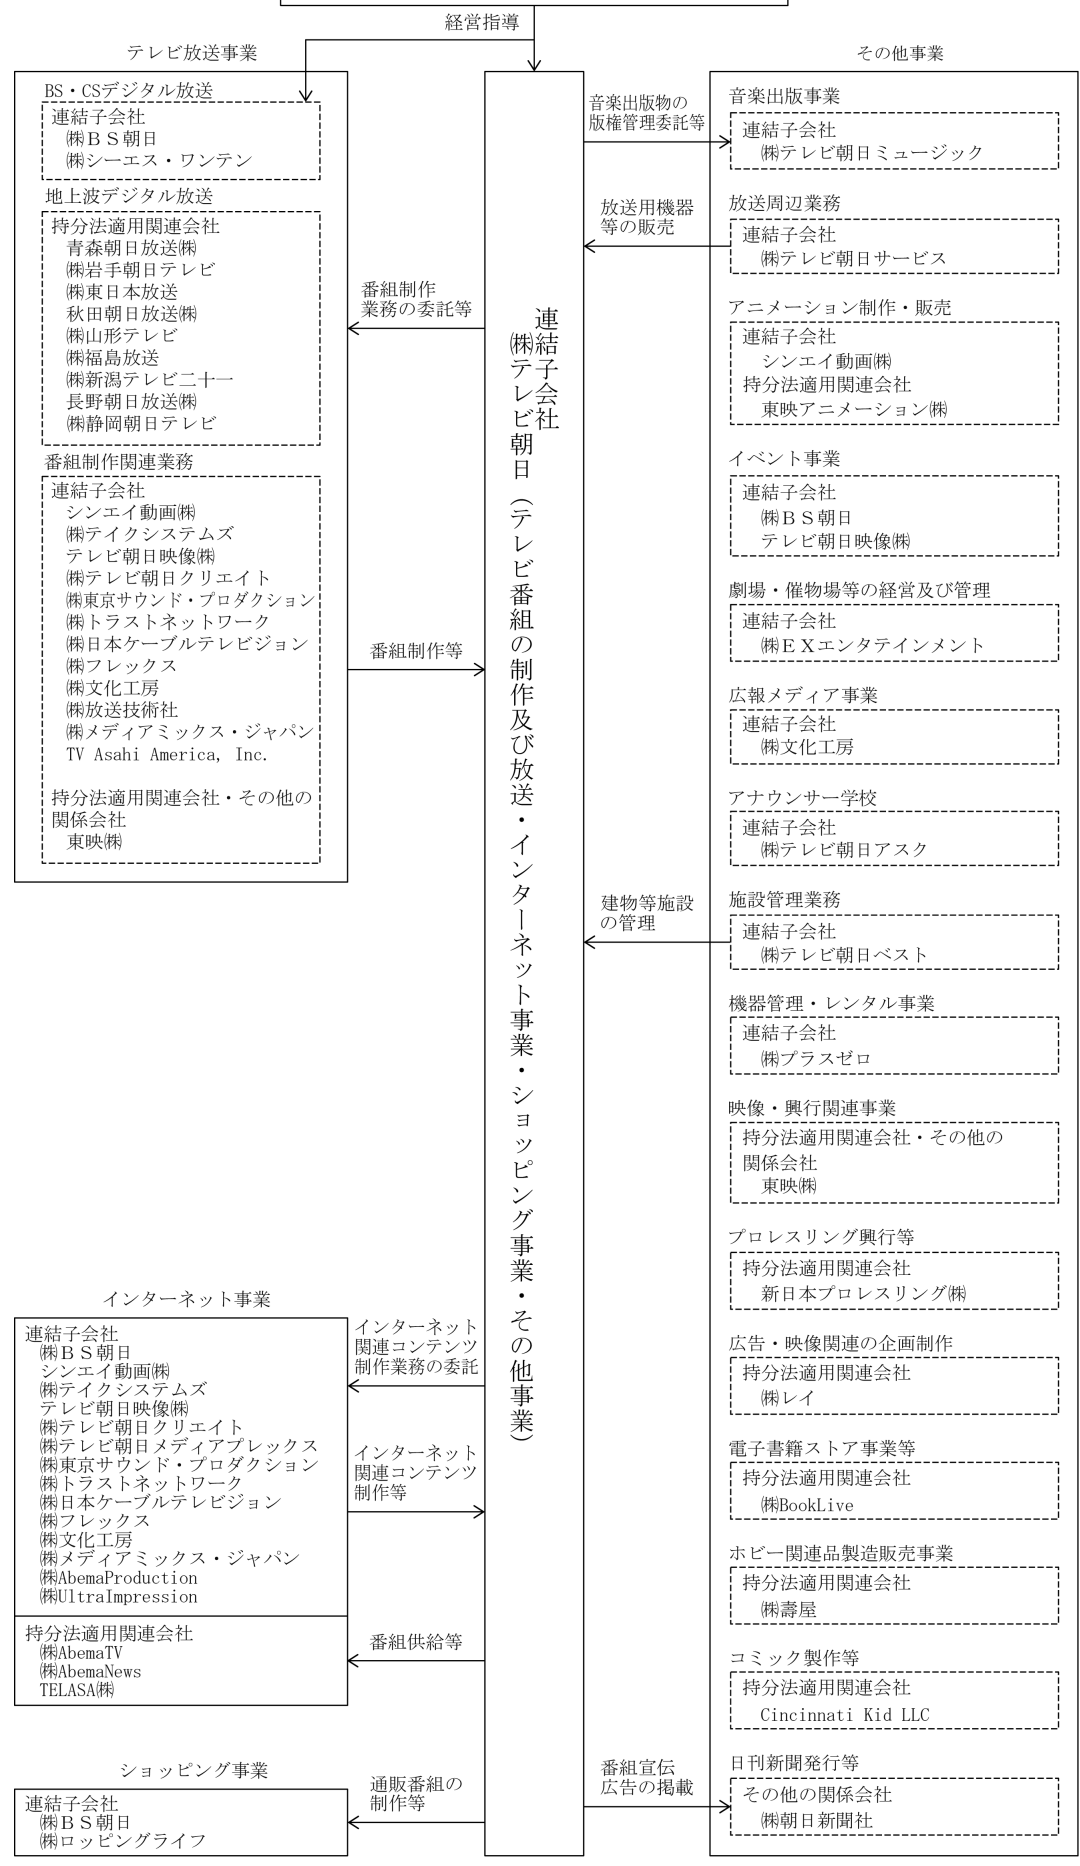 経営指導
テレビ放送事業
BS・CSデジタル放送
連結子会社
㈱ＢＳ朝日
㈱シーエス・ワンテン
地上波デジタル放送
持分法適用関連会社
青森朝日放送㈱
㈱岩手朝日テレビ
㈱東日本放送
秋田朝日放送㈱
㈱山形テレビ
㈱福島放送
㈱新潟テレビ二十一
長野朝日放送㈱
㈱静岡朝日テレビ
番組制作関連業務
連結子会社
シンエイ動画㈱
㈱テイクシステムズ
テレビ朝日映像㈱
㈱テレビ朝日クリエイト
㈱東京サウンド・プロダクション
㈱トラストネットワーク
㈱日本ケーブルテレビジョン
㈱フレックス
㈱文化工房
㈱放送技術社
㈱メディアミックス・ジャパン
TV Asahi America, Inc.
持分法適用関連会社・その他の
関係会社
東映㈱
インターネット事業
連結子会社
㈱ＢＳ朝日
シンエイ動画㈱
㈱テイクシステムズ
テレビ朝日映像㈱
㈱テレビ朝日クリエイト
㈱テレビ朝日メディアプレックス
㈱東京サウンド・プロダクション
㈱トラストネットワーク
㈱日本ケーブルテレビジョン
㈱フレックス
㈱文化工房
㈱メディアミックス・ジャパン
㈱AbemaProduction
㈱UltraImpression
持分法適用関連会社
㈱AbemaTV
㈱AbemaNews
TELASA㈱
ショッピング事業
連結子会社
㈱ＢＳ朝日
㈱ロッピングライフ
番組制作
業務の委託等
番組制作等
インターネット
関連コンテンツ
制作業務の委託
インターネット
関連コンテンツ
制作等
番組供給等
通販番組の
制作等
連結子会社
㈱テレビ朝日（テレビ番組の制作及び放送・インターネット事業・ショッピング事業・その他事業）
音楽出版物の
版権管理委託等
放送用機器
等の販売
建物等施設
の管理
番組宣伝
広告の掲載
その他事業
音楽出版事業
連結子会社
㈱テレビ朝日ミュージック
放送周辺業務
連結子会社
㈱テレビ朝日サービス
アニメーション制作・販売
連結子会社
シンエイ動画㈱
持分法適用関連会社
東映アニメーション㈱
イベント事業
連結子会社
㈱ＢＳ朝日
テレビ朝日映像㈱
劇場・催物場等の経営及び管理
連結子会社
㈱ＥＸエンタテインメント
広報メディア事業
連結子会社
㈱文化工房
アナウンサー学校
連結子会社
㈱テレビ朝日アスク
施設管理業務
連結子会社
㈱テレビ朝日ベスト
機器管理・レンタル事業
連結子会社
㈱プラスゼロ
映像・興行関連事業
持分法適用関連会社・その他の
関係会社
東映㈱
プロレスリング興行等
持分法適用関連会社
新日本プロレスリング㈱
広告・映像関連の企画制作
持分法適用関連会社
㈱レイ
電子書籍ストア事業等
持分法適用関連会社
㈱BookLive
ホビー関連品製造販売事業
持分法適用関連会社
㈱壽屋
コミック製作等
持分法適用関連会社
Cincinnati Kid LLC
日刊新聞発行等
その他の関係会社
㈱朝日新聞社